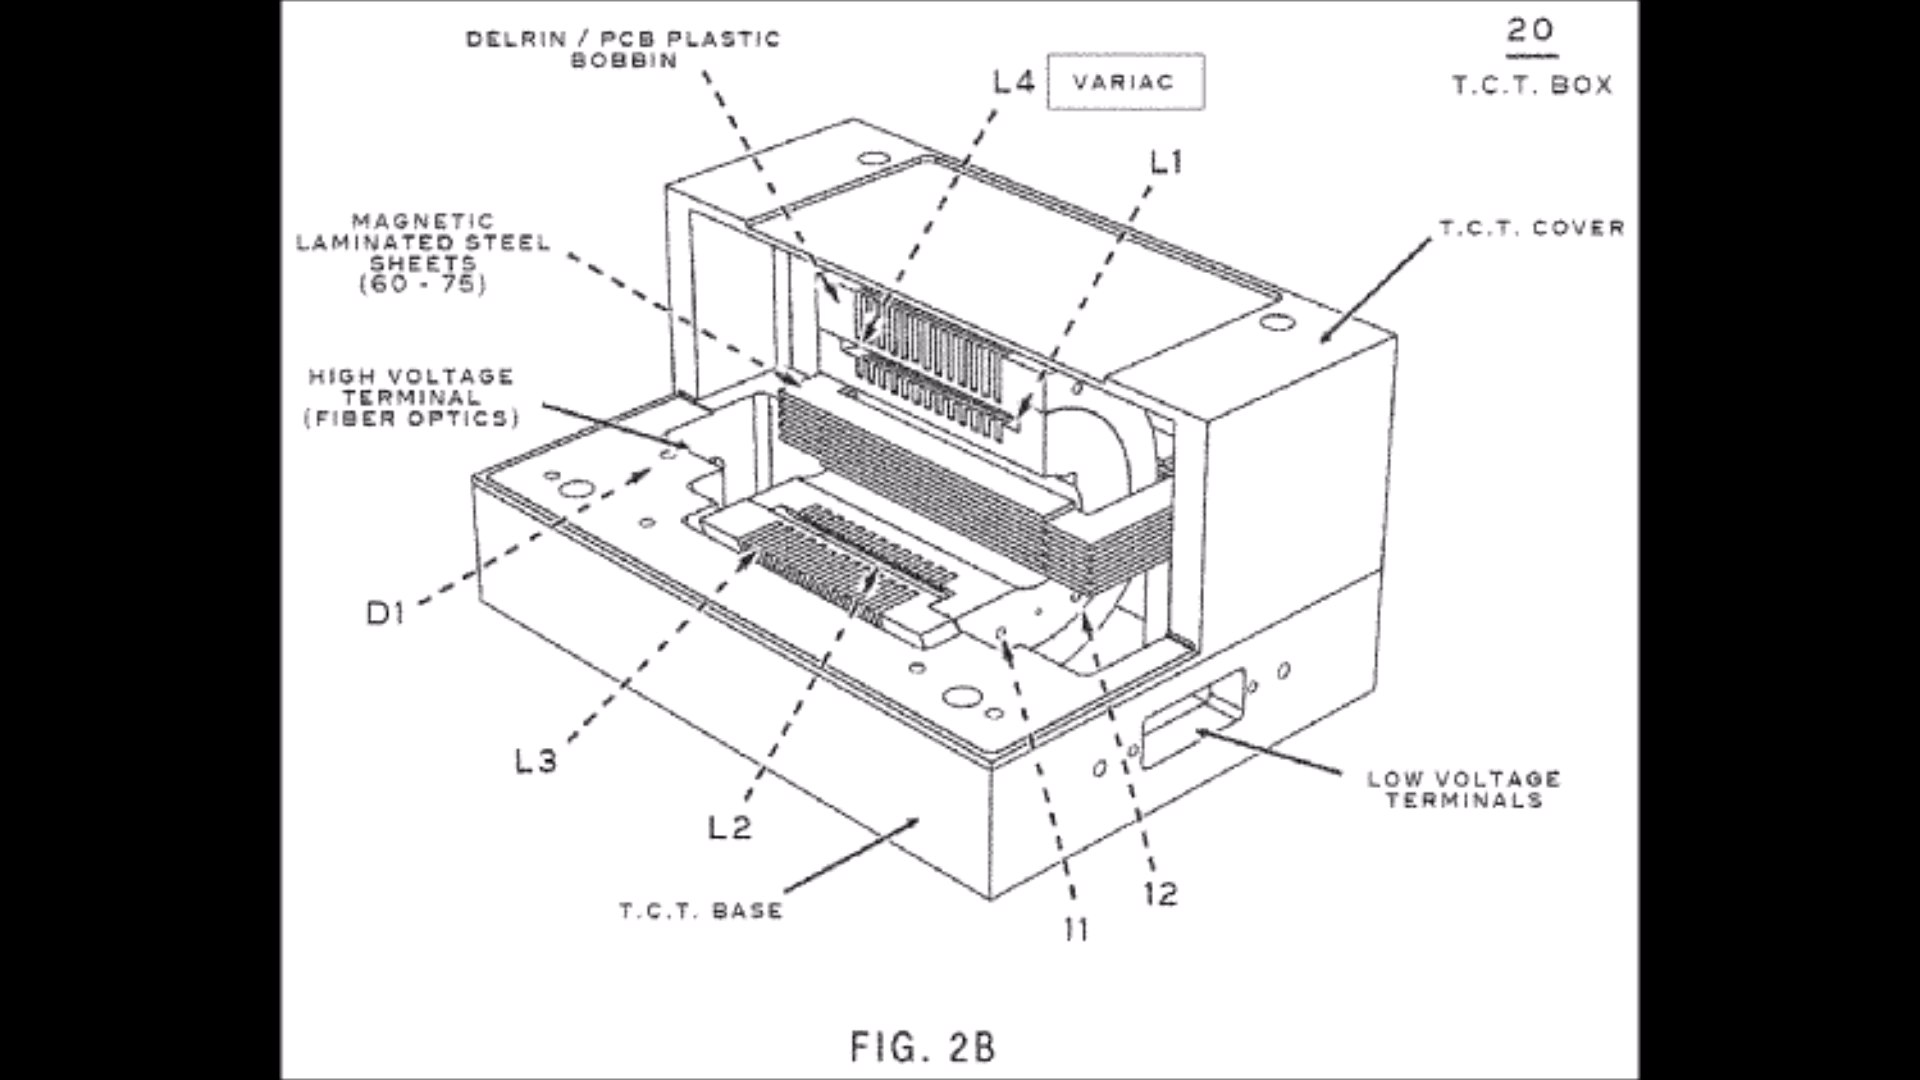 20
T.C.T. BOX
DELRIN / PCB PLASTIC
BOBBIN
L4
VARIAC
L1
T.C.T. COVER
MAGNETIC
LAMINATED STEEL
SHEETS
(60 - 75)
HIGH VOLTAGE
TERMINAL
(FIBER OPTICS)
D1
L3
L2
T.C.T. BASE
LOW VOLTAGE
TERMINALS
12
11
FIG. 2B